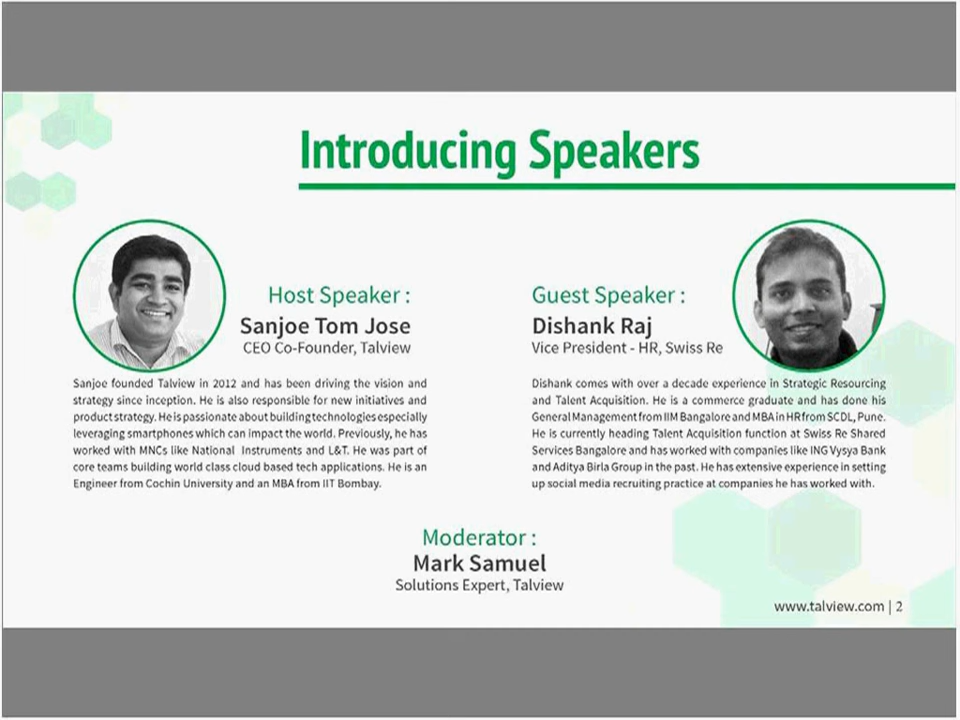 Introducing Speakers
Host Speaker :
Sanjoe Tom Jose
CEO Co-Founder, Talview
Sanjoe founded Talview in 2012 and has been driving the vision and
strategy since inception. He is also responsible for new initiatives and
product strategy. He is passionate about building technologies especially
leveraging smartphones which can impact the world. Previously, he has
worked with MNCs like National Instruments and L&T. He was part of
core teams building world class cloud based tech applications. He is an
Engineer from Cochin University and an MBA from IIT Bombay.
Guest Speaker :
Dishank Raj
Vice President - HR, Swiss Re
Dishank comes with over a decade experience in Strategic Resourcing
and Talent Acquisition. He is a commerce graduate and has done his
General Management from IIM Bangalore and MBA in HR from SCDL, Pune.
He is currently heading Talent Acquisition function at Swiss Re Shared
Services Bangalore and has worked with companies like ING Vysya Bank
and Aditya Birla Group in the past. He has extensive experience in setting
up social media recruiting practice at companies he has worked with.
Moderator :
Mark Samuel
Solutions Expert, Talview
www.talview.com | 2